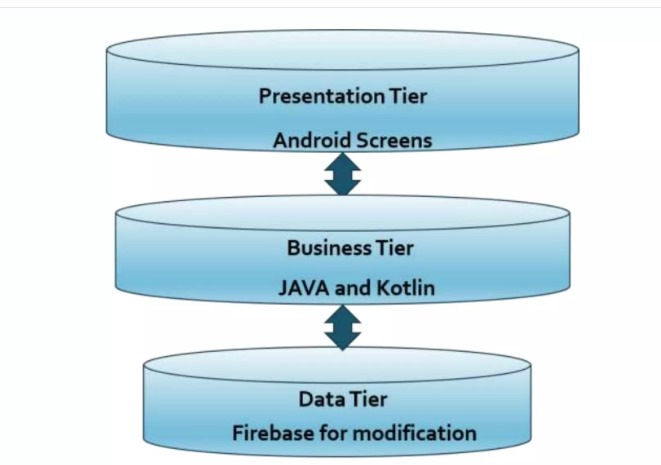 Presentation Tier
Android Screens
Business Tier
JAVA and Kotlin
Data Tier
Firebase for modification